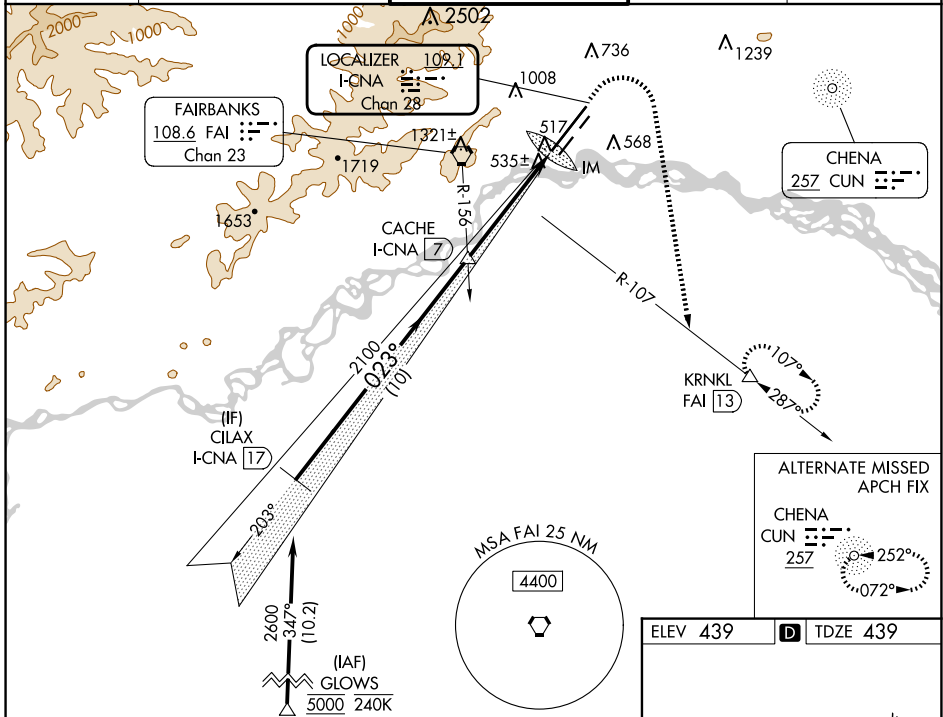 2000
1000
1000
2502
LOCALIZER 109.1
I-CNA
Chan 28
736
1239
1008
FAIRBANKS
108.6 FAI
Chan 23
1321±
517
535±
IM
568
CHENA
257 CUN
1719
1653
R-156
CACHE
I-CNA 7
R-107
2100
023°
(10)
KRNKL
FAI 13
107°
287°
(IF)
CILAX
I-CNA 17
203°
ALTERNATE MISSED
APCH FIX
CHENA
CUN
257
252°
072°
MSA FAI 25 NM
4400
2600
347°
(10.2)
(IAF)
GLOWS
5000 240K
ELEV 439 D TDZE 439